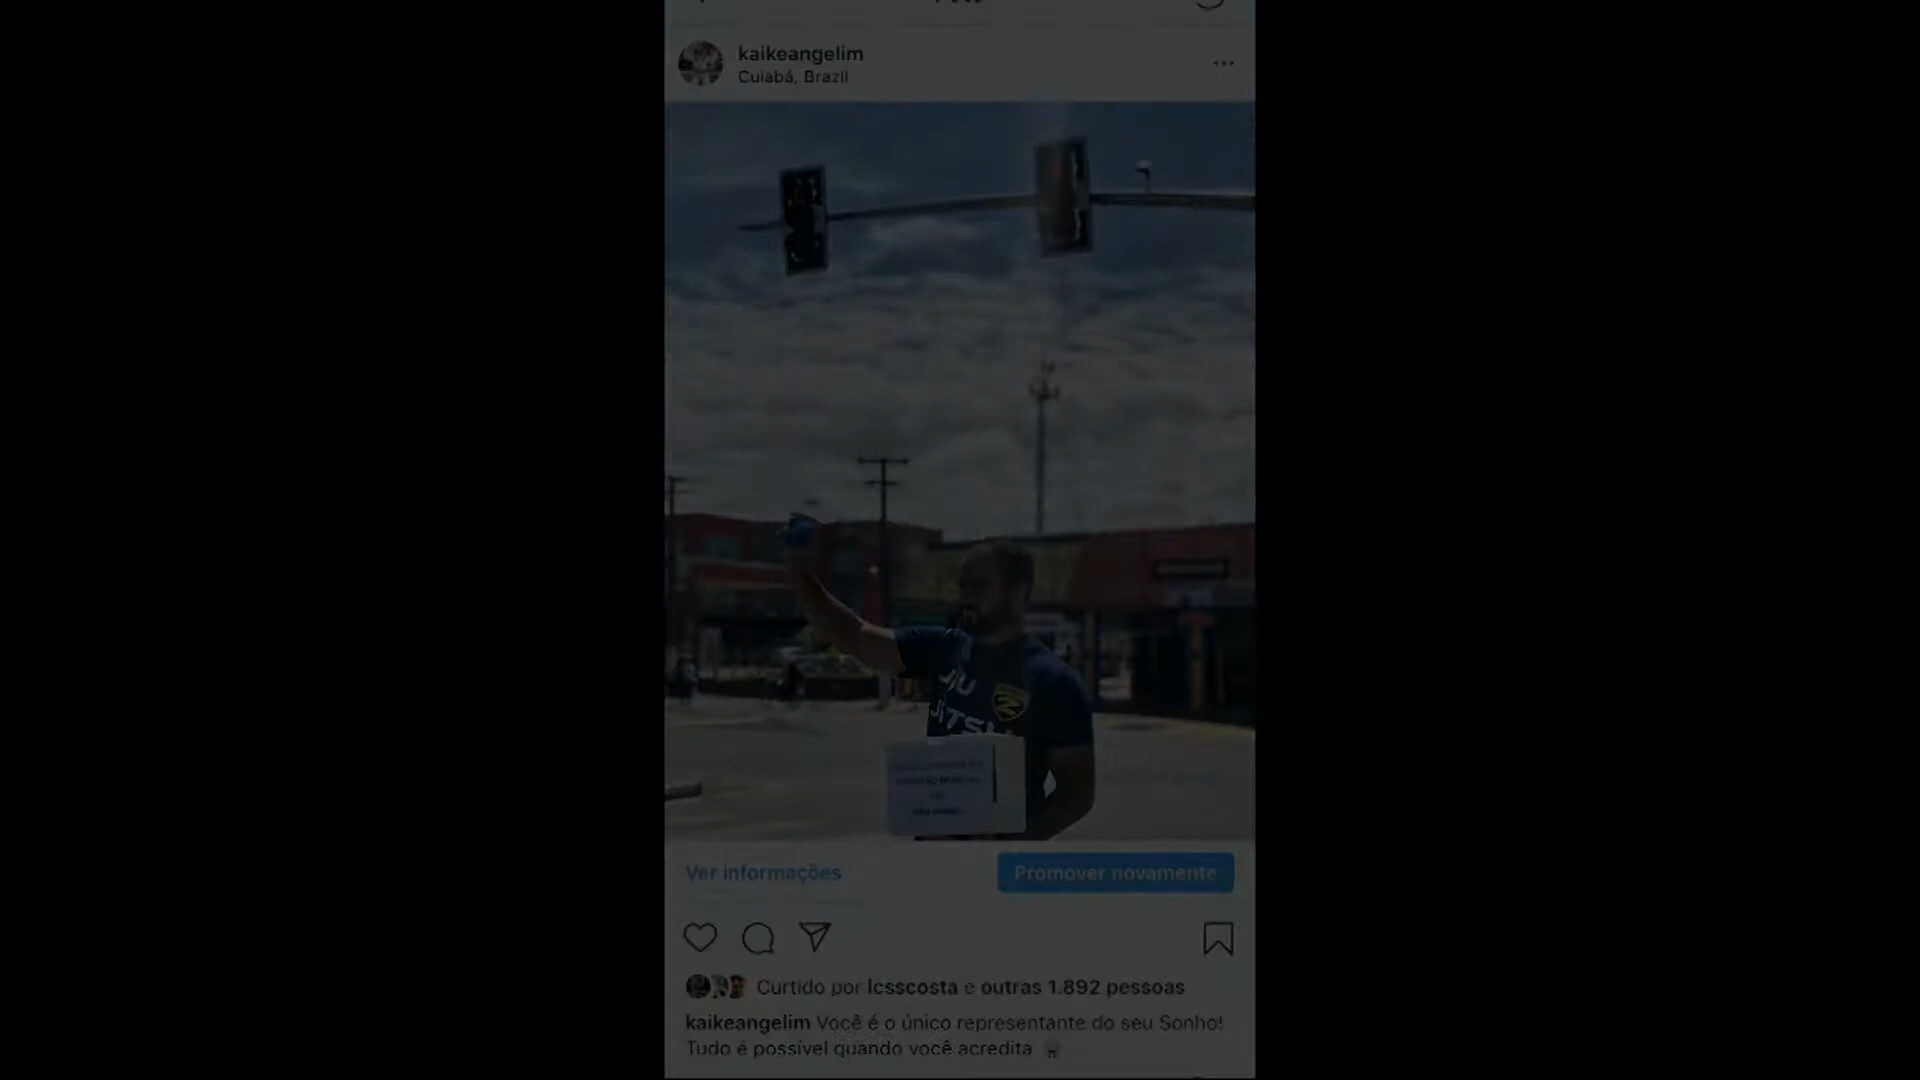 kaikeangelim
Cuiabá, Brazil
JIU
JITSU
Ver informações
Promover novamente
Curtido por lcsscosta e outras 1.892 pessoas
kaikeangelim Você é o único representante do seu Sonho!
Tudo é possível quando você acredita